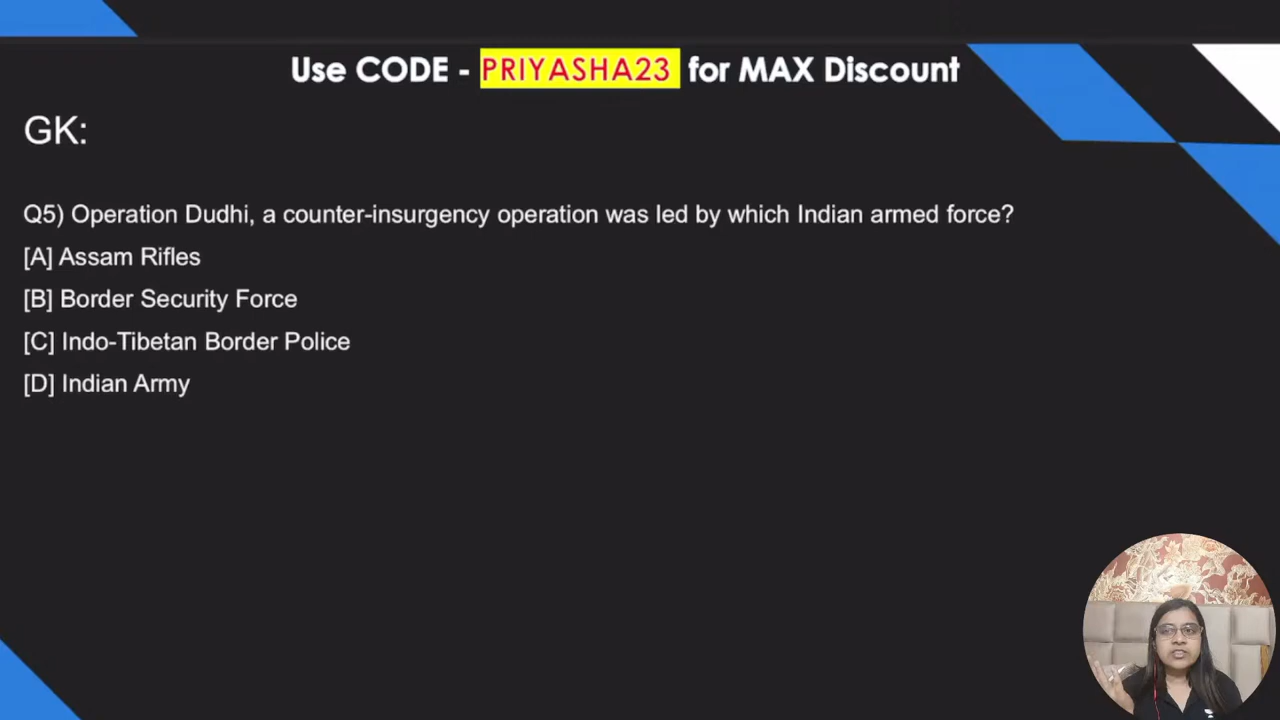 Use CODE - PRIYASHA23 for MAX Discount
GK:
Q5) Operation Dudhi, a counter-insurgency operation was led by which Indian armed force?
[A] Assam Rifles
[B] Border Security Force
[C] Indo-Tibetan Border Police
[D] Indian Army